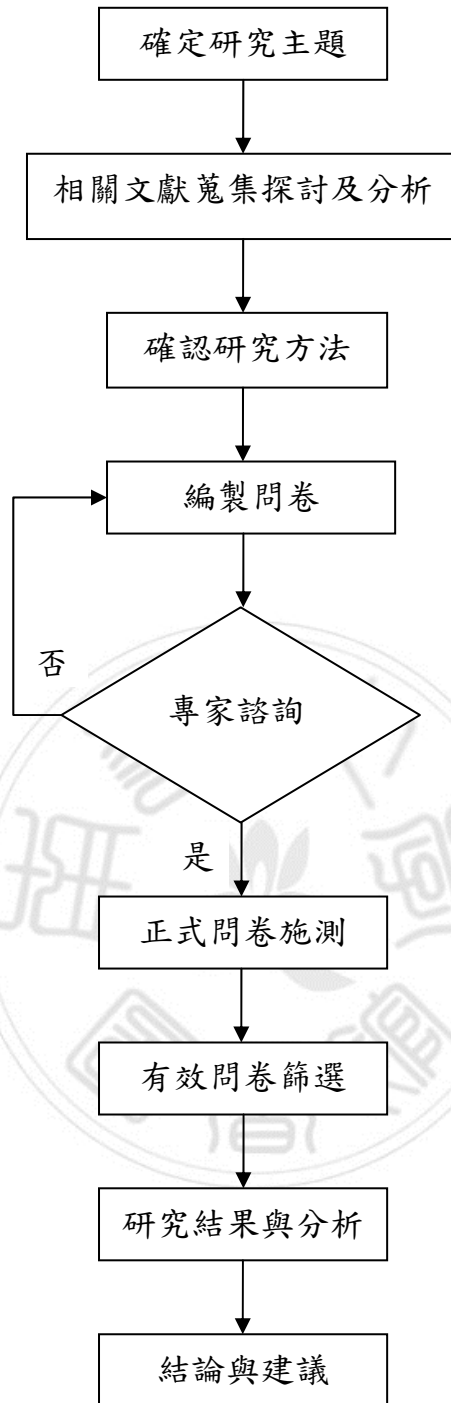 確定研究主題
相關文獻蒐集探討及分析
確認研究方法
編製問卷
否
專家諮詢
是
正式問卷施測
有效問卷篩選
研究結果與分析
結論與建議